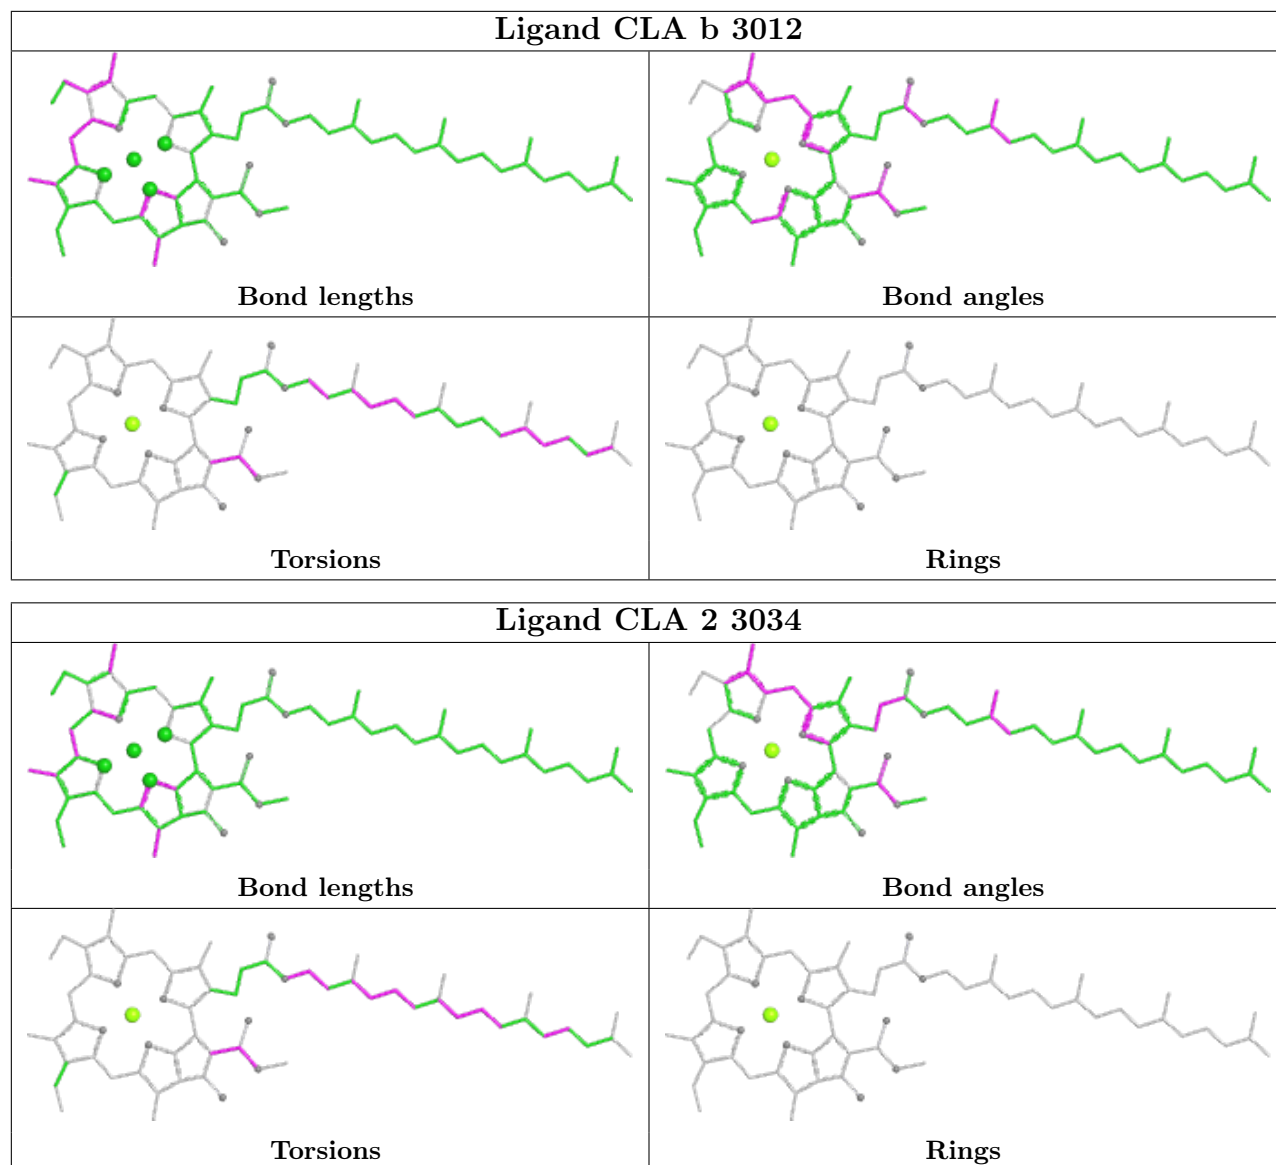 Ligand CLA b 3012
Bond lengths
Bond angles
Torsions
Rings
Ligand CLA 2 3034
Bond lengths
Bond angles
Torsions
Rings